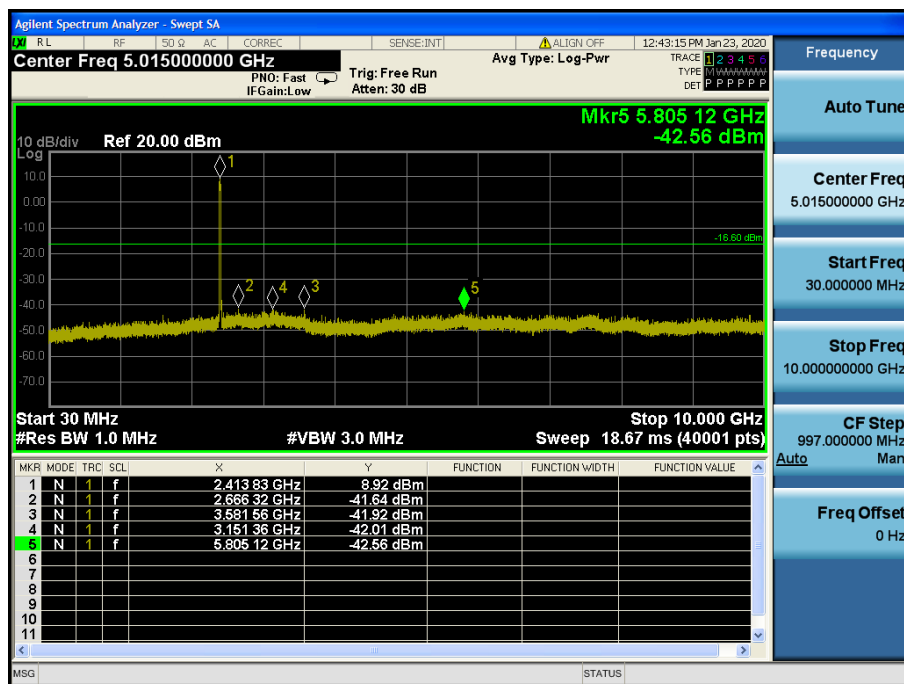 Agilent Spectrum Analyzer - Swept SA
LXI RL RF 50 Ω AC CORREC SENSE:INT ALIGN OFF 12:43:15 PM Jan 23, 2020
Center Freq 5.015000000 GHz
PNO: Fast
IFGain:Low
Trig: Free Run
Atten: 30 dB
Avg Type: Log-Pwr
TRACE 1 2 3 4 5 6
TYPE MWWWWW
DET P P P P P P
Mkr5 5.805 12 GHz
-42.56 dBm
10 dB/div Ref 20.00 dBm
Log
10.0
0.00
-10.0
-20.0
-30.0
-40.0
-50.0
-60.0
-70.0
1
2
4
3
5
-16.60 dBm
Start 30 MHz Stop 10.000 GHz
#Res BW 1.0 MHz #VBW 3.0 MHz Sweep 18.67 ms (40001 pts)
MKR MODE TRC SCL X Y FUNCTION FUNCTION WIDTH FUNCTION VALUE
1 N 1 f 2.413 83 GHz 8.92 dBm
2 N 1 f 2.666 32 GHz -41.64 dBm
3 N 1 f 3.581 56 GHz -41.92 dBm
4 N 1 f 3.151 36 GHz -42.01 dBm
5 N 1 f 5.805 12 GHz -42.56 dBm
6
7
8
9
10
11
MSG STATUS
Frequency
Auto Tune
Center Freq
5.015000000 GHz
Start Freq
30.000000 MHz
Stop Freq
10.000000000 GHz
CF Step
997.000000 MHz
Auto Man
Freq Offset
0 Hz